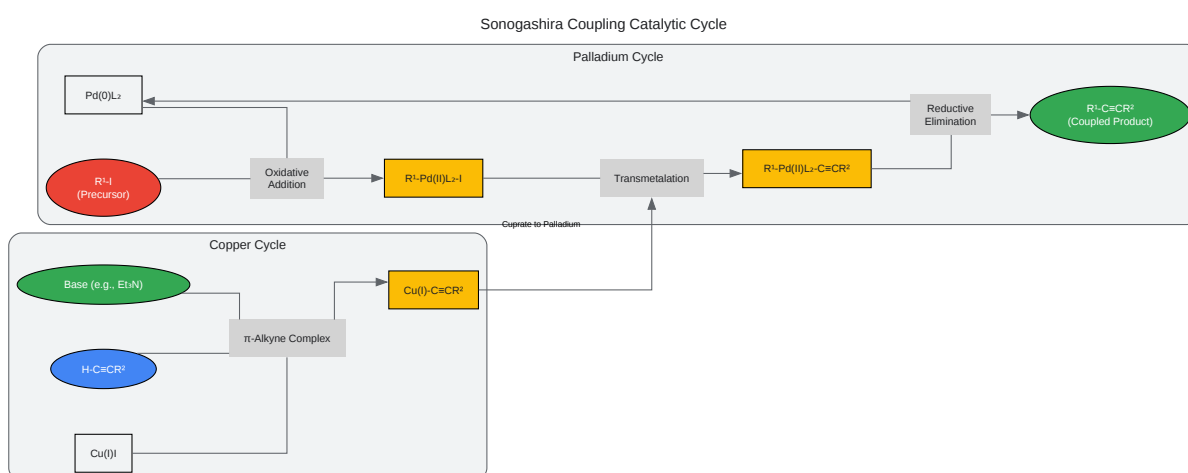 Sonogashira Coupling Catalytic Cycle
Palladium Cycle
Pd(0)L₂
Reductive
Elimination
R¹-C≡CR²
(Coupled Product)
R¹-I
(Precursor)
Oxidative
Addition
R¹-Pd(II)L₂-I
Transmetalation
R¹-Pd(II)L₂-C≡CR²
Cuprate to Palladium
Copper Cycle
Base (e.g., Et₃N)
Cu(I)-C≡CR²
π-Alkyne Complex
H-C≡CR²
Cu(I)I